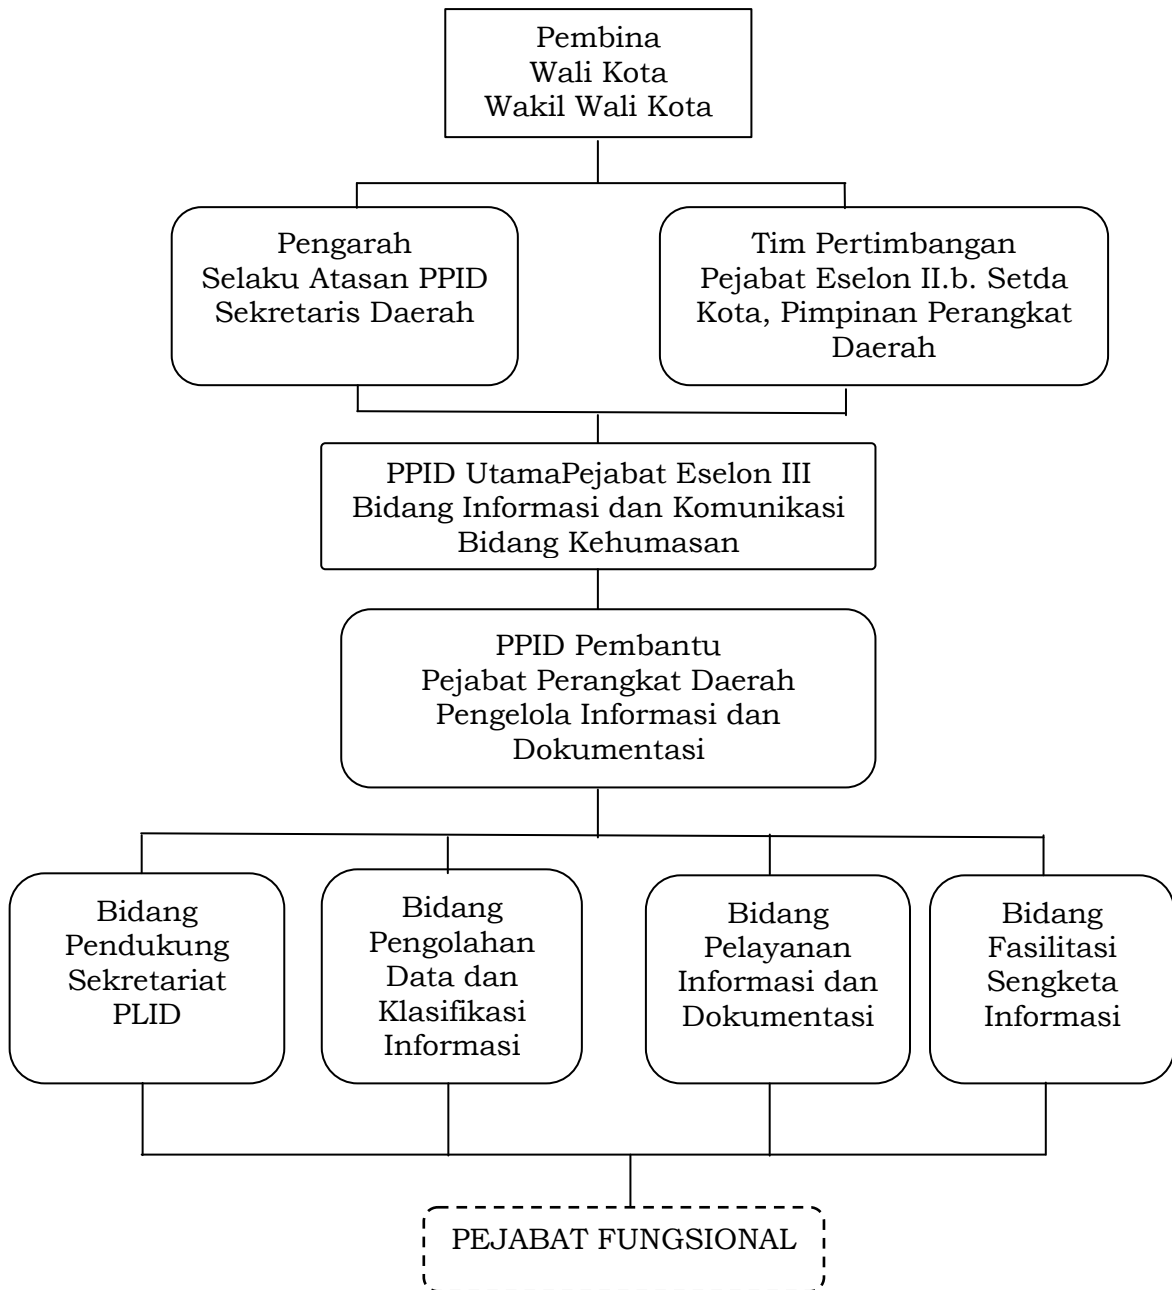 Pembina
Wali Kota
Wakil Wali Kota
Pengarah
Selaku Atasan PPID
Sekretaris Daerah
Tim Pertimbangan
Pejabat Eselon II.b. Setda
Kota, Pimpinan Perangkat
Daerah
PPID UtamaPejabat Eselon III
Bidang Informasi dan Komunikasi
Bidang Kehumasan
PPID Pembantu
Pejabat Perangkat Daerah
Pengelola Informasi dan
Dokumentasi
Bidang
Pendukung
Sekretariat
PLID
Bidang
Pengolahan
Data dan
Klasifikasi
Informasi
Bidang
Pelayanan
Informasi dan
Dokumentasi
Bidang
Fasilitasi
Sengketa
Informasi
PEJABAT FUNGSIONAL